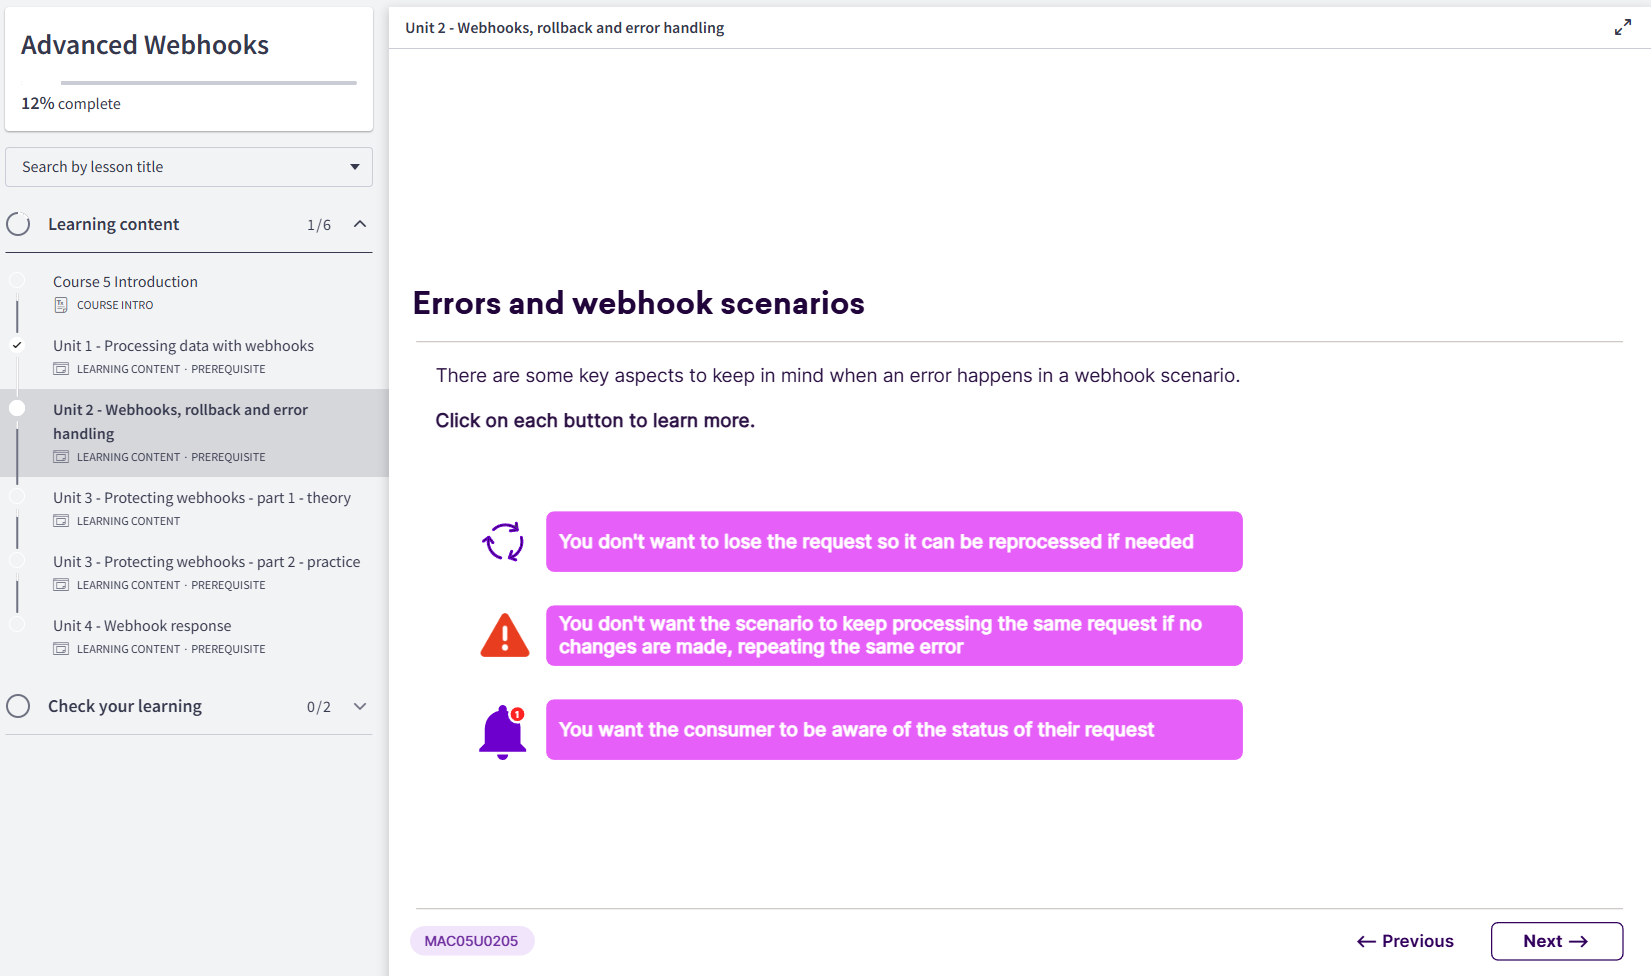 Advanced Webhooks
12% complete
Search by lesson title
Learning content 1/6
Course 5 Introduction
COURSE INTRO
Unit 1 - Processing data with webhooks
LEARNING CONTENT · PREREQUISITE
Unit 2 - Webhooks, rollback and error
handling
LEARNING CONTENT · PREREQUISITE
Unit 3 - Protecting webhooks - part 1 - theory
LEARNING CONTENT
Unit 3 - Protecting webhooks - part 2 - practice
LEARNING CONTENT · PREREQUISITE
Unit 4 - Webhook response
LEARNING CONTENT · PREREQUISITE
Check your learning 0/2
Unit 2 - Webhooks, rollback and error handling
Errors and webhook scenarios
There are some key aspects to keep in mind when an error happens in a webhook scenario.
Click on each button to learn more.
You don't want to lose the request so it can be reprocessed if needed
You don't want the scenario to keep processing the same request if no
changes are made, repeating the same error
1
You want the consumer to be aware of the status of their request
MAC05U0205
← Previous
Next →